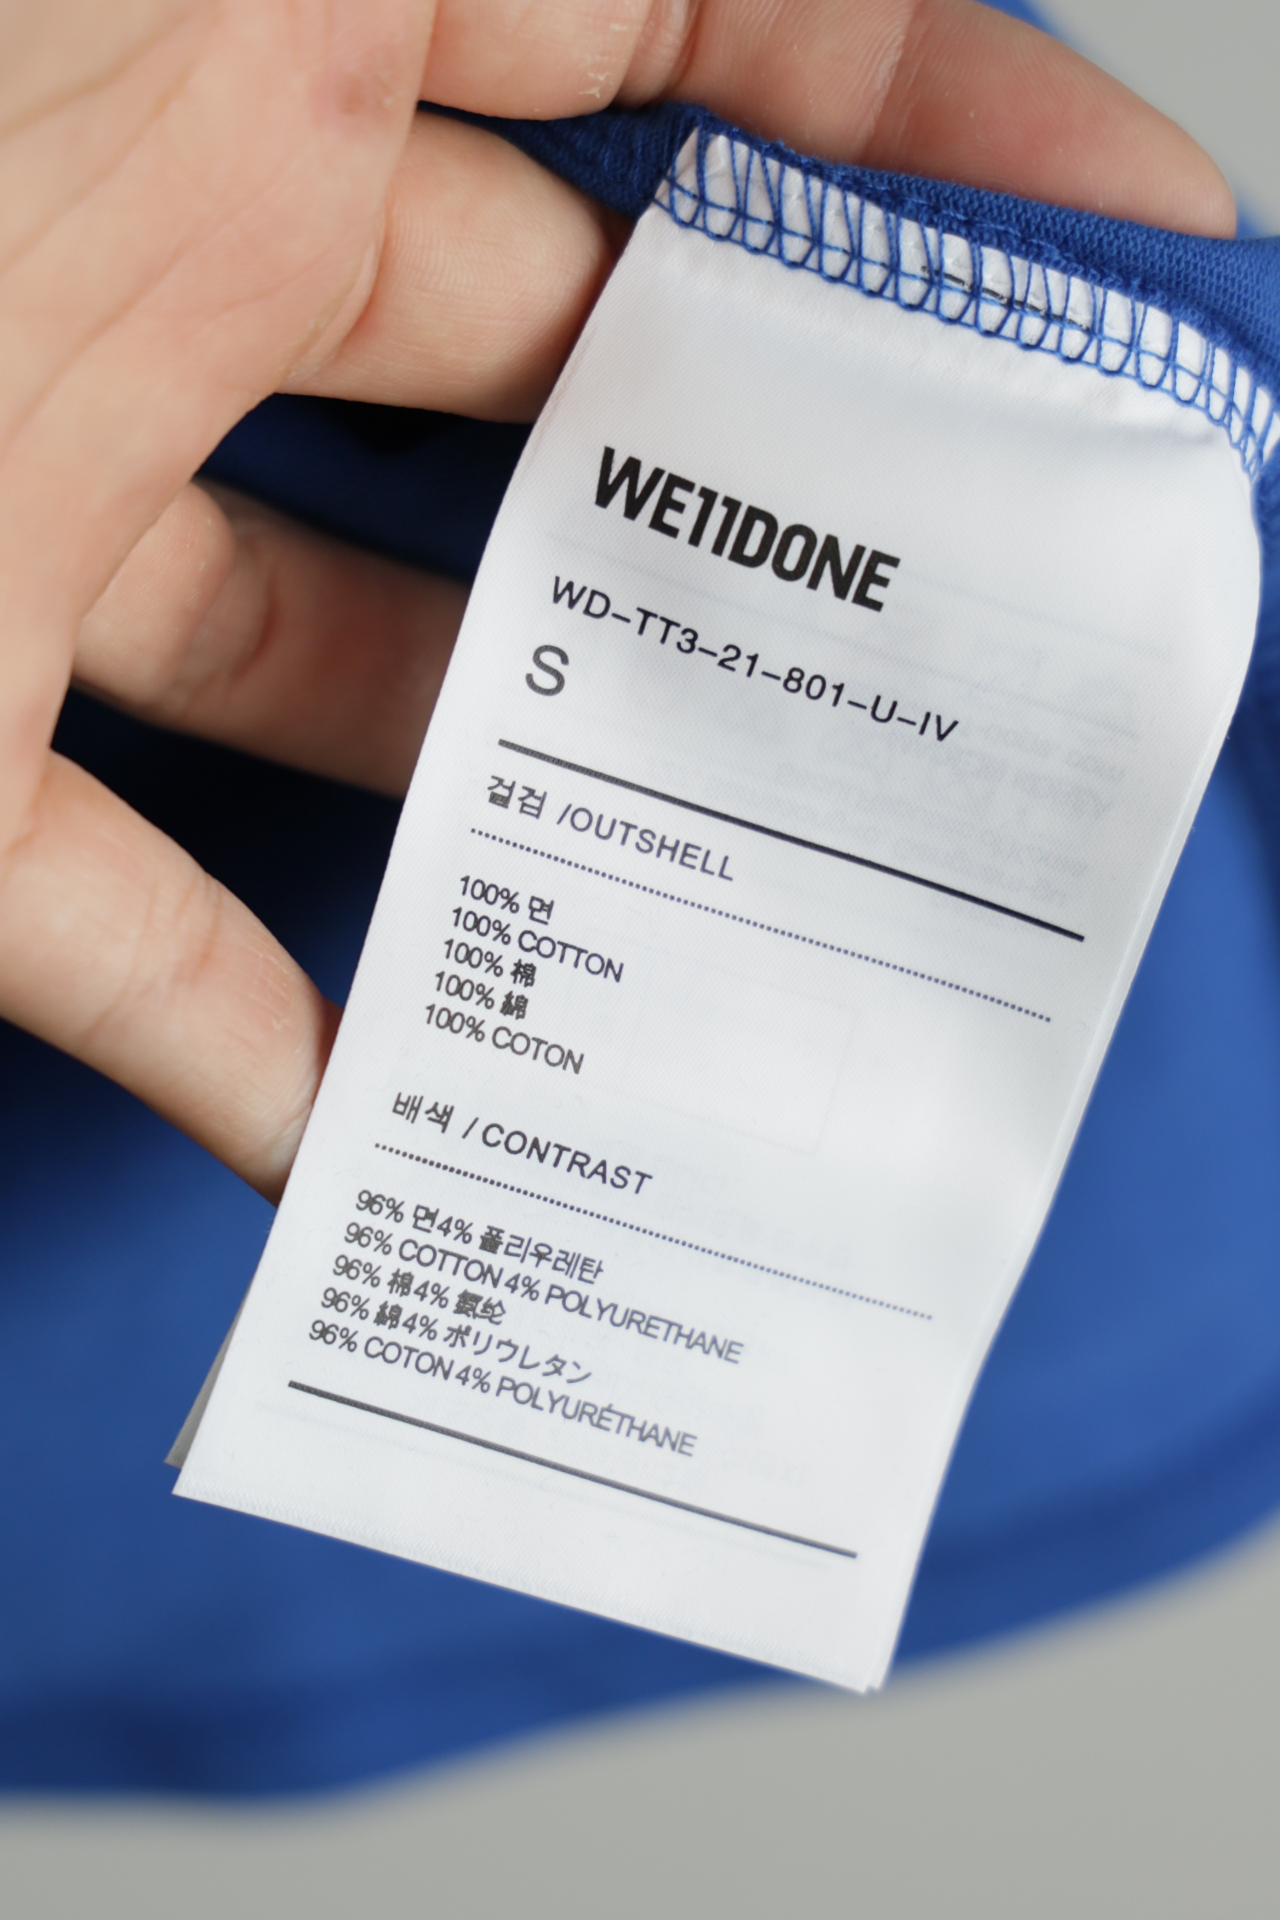 WE11DONE
WD-TT3-21-801-U-IV
S
겉검 /OUTSHELL
100% 면
100% COTTON
100% 棉
100% 綿
100% COTON
배색 / CONTRAST
96% 면4% 폴리우레탄
96% COTTON 4% POLYURETHANE
96% 棉4% 氨纶
96% 綿4% ポリウレタン
96% COTON 4% POLYURÉTHANE